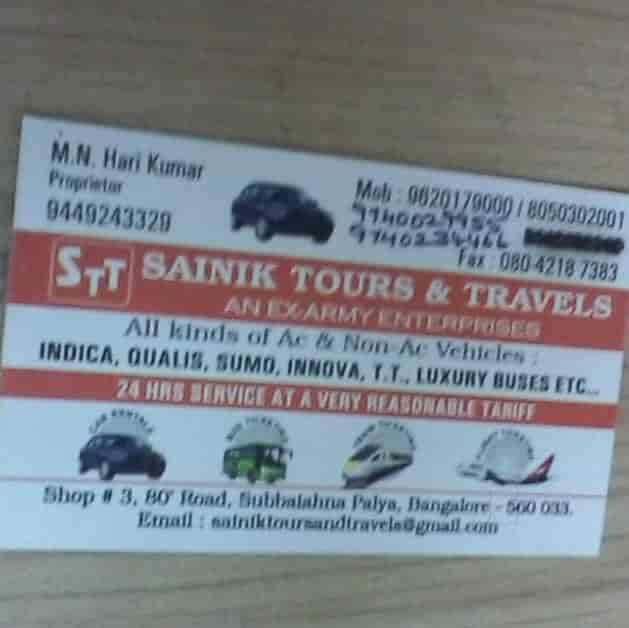 M.N. Hari Kumar
Proprietor
9449243329
Mob : 9620179000 / 8050302001
Fax : 080 4218 7383
STT SAINIK TOURS & TRAVELS
AN EX-ARMY ENTERPRISES
All kinds of Ac & Non-Ac Vehicles :
INDICA, QUALIS, SUMO, INNOVA, T.T., LUXURY BUSES ETC...
24 HRS SERVICE AT A VERY REASONABLE TARIFF
CAR RENTALS
BUS TICKETING
TRAIN TICKETING
FLIGHT TICKETING
Shop # 3, 80' Road, Subbaiahna Palya, Bangalore - 560 033.
Email : sainiktoursandtravels@gmail.com